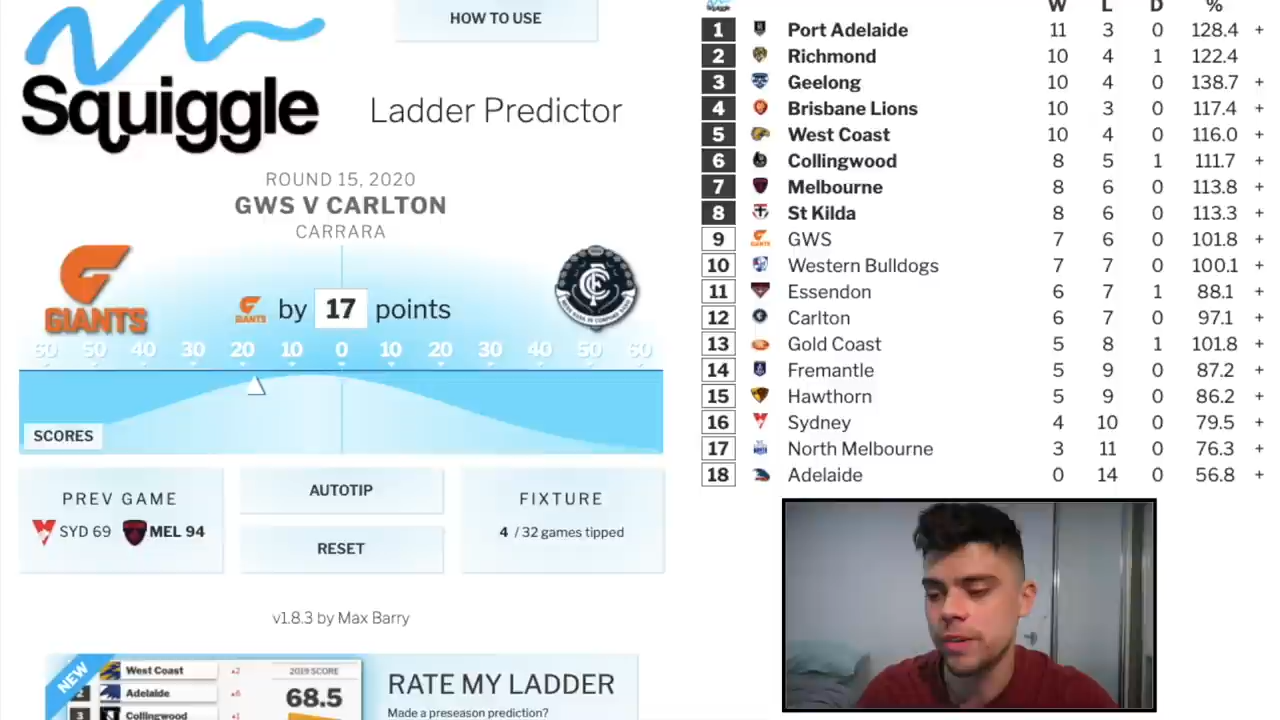 HOW TO USE
Squiggle
Ladder Predictor
ROUND 15, 2020
GWS V CARLTON
CARRARA
GIANTS
GIANTS by 17 points
60 50 40 30 20 10 0 10 20 30 40 50 60
SCORES
PREV GAME
SYD 69 MEL 94
AUTOTIP
RESET
FIXTURE
4 / 32 games tipped
v1.8.3 by Max Barry
NEW
West Coast +2
2 Adelaide +6
3 Collingwood +1
2019 SCORE
68.5
RATE MY LADDER
Made a preseason prediction?
W L D %
1 Port Adelaide 11 3 0 128.4 +
2 Richmond 10 4 1 122.4
3 Geelong 10 4 0 138.7 +
4 Brisbane Lions 10 3 0 117.4 +
5 West Coast 10 4 0 116.0 +
6 Collingwood 8 5 1 111.7 +
7 Melbourne 8 6 0 113.8 +
8 St Kilda 8 6 0 113.3 +
9 GWS 7 6 0 101.8 +
10 Western Bulldogs 7 7 0 100.1 +
11 Essendon 6 7 1 88.1 +
12 Carlton 6 7 0 97.1 +
13 Gold Coast 5 8 1 101.8 +
14 Fremantle 5 9 0 87.2 +
15 Hawthorn 5 9 0 86.2 +
16 Sydney 4 10 0 79.5 +
17 North Melbourne 3 11 0 76.3 +
18 Adelaide 0 14 0 56.8 +